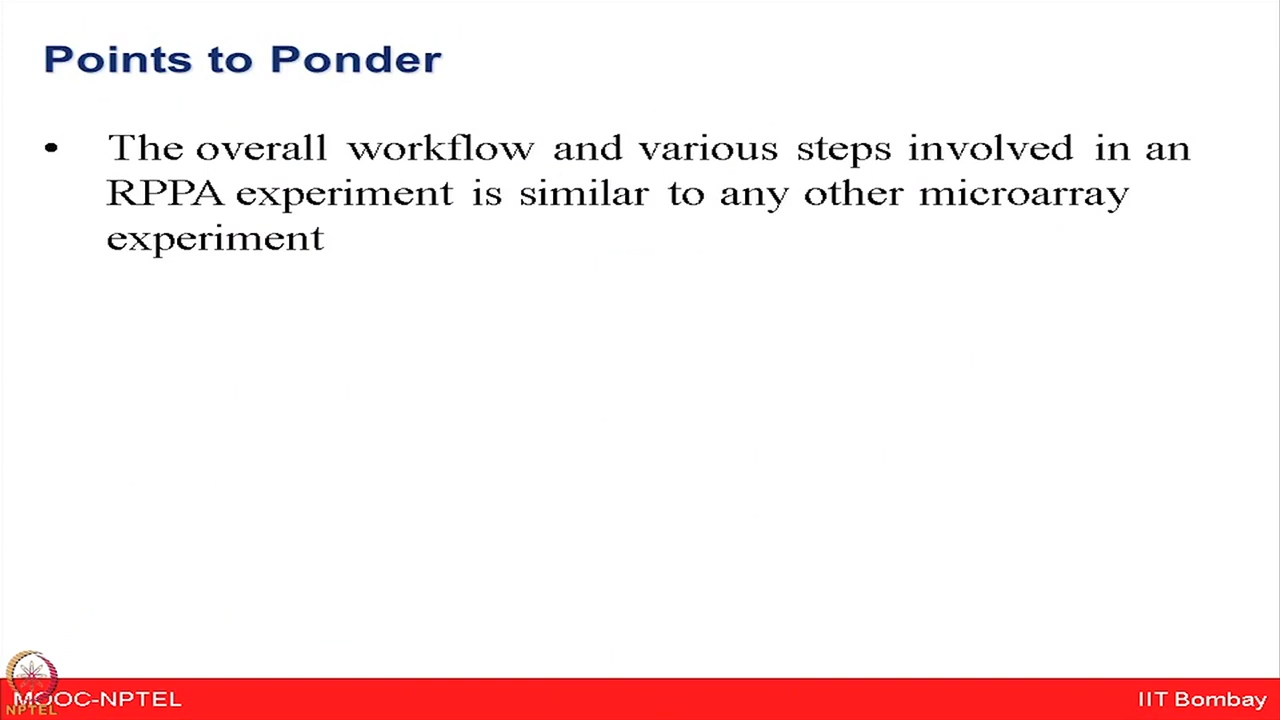 Points to Ponder
• The overall workflow and various steps involved in an
RPPA experiment is similar to any other microarray
experiment
MOOC-NPTEL
NPTEL
IIT Bombay